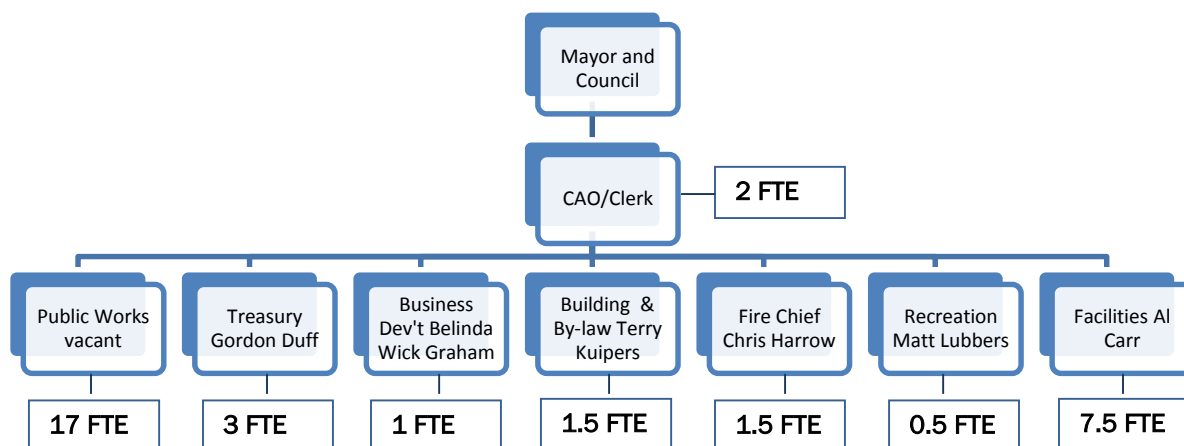 Mayor and
Council
CAO/Clerk
2 FTE
Public Works
vacant
Treasury
Gordon Duff
Business
Dev't Belinda
Wick Graham
Building &
By-law Terry
Kuipers
Fire Chief
Chris Harrow
Recreation
Matt Lubbers
Facilities Al
Carr
17 FTE
3 FTE
1 FTE
1.5 FTE
1.5 FTE
0.5 FTE
7.5 FTE